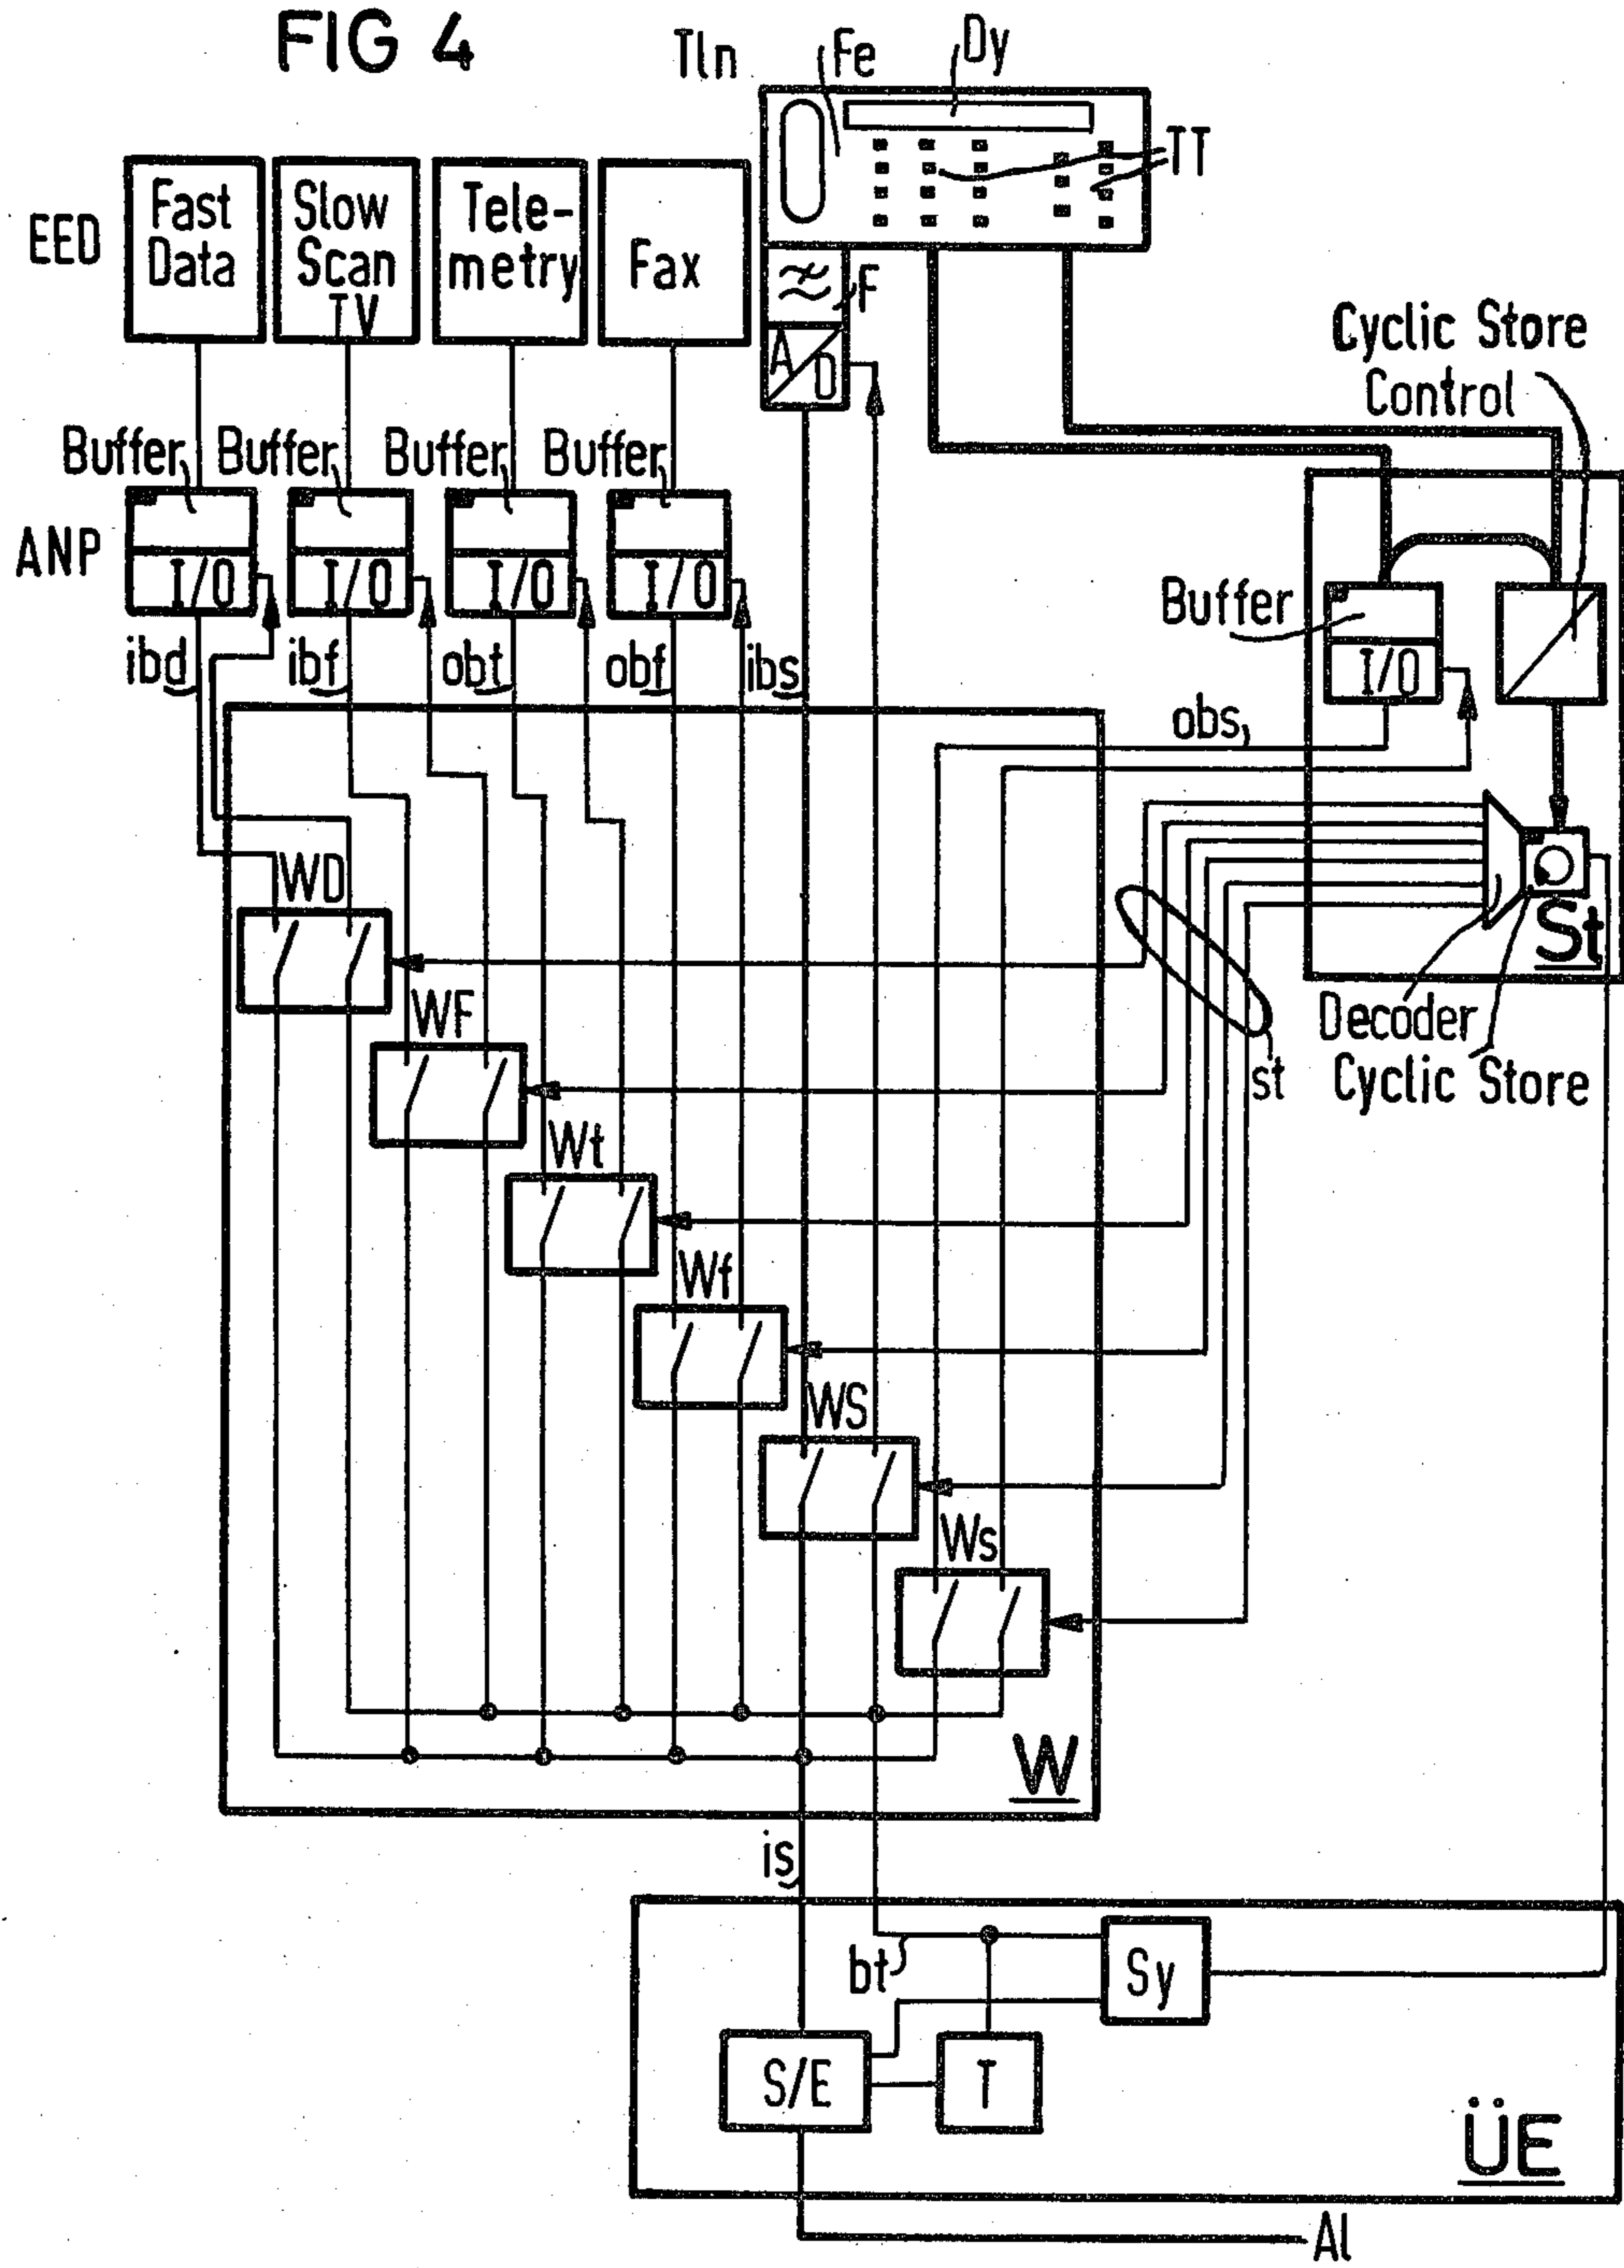 FIG 4
Tln
Fe
Dy
TT
EED
Fast
Data
Slow
Scan
TV
Tele-
metry
Fax
F
A/D
Cyclic Store
Control
Buffer
Buffer
Buffer
Buffer
ANP
I/O
I/O
I/O
I/O
Buffer
I/O
ibd
ibf
obt
obf
ibs
obs
WD
St
Decoder
Cyclic Store
st
WF
Wt
Wf
WS
Ws
W
is
bt
Sy
S/E
T
ÜE
Al